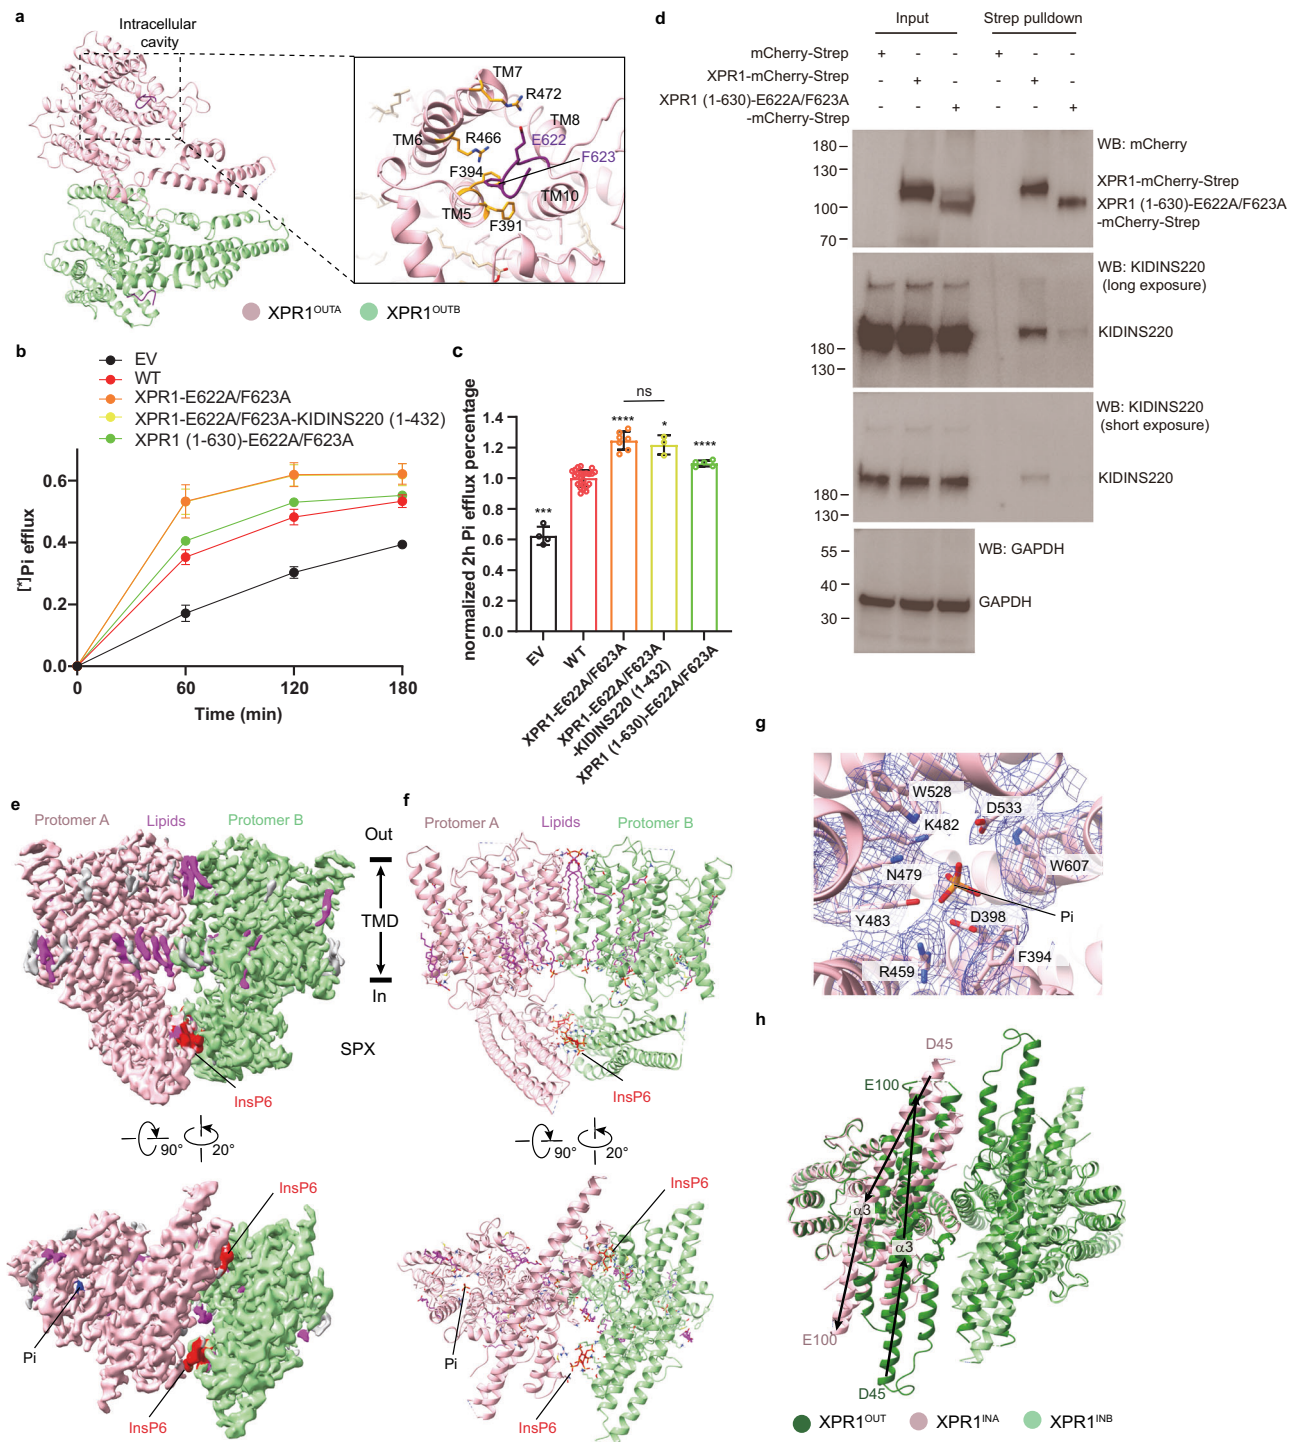 a
Intracellular
cavity
TM7
R472
TM8
TM6
R466
E622
F623
F394
TM10
TM5
F391
XPR1OUTA
XPR1OUTB
b
EV
WT
XPR1-E622A/F623A
XPR1-E622A/F623A-KIDINS220 (1-432)
XPR1 (1-630)-E622A/F623A
[*]Pi efflux
0.6
0.4
0.2
0.0
0
60
120
180
Time (min)
c
normalized 2h Pi efflux percentage
1.4
1.2
1.0
0.8
0.6
0.4
0.2
0.0
ns
***
****
*
****
EV
WT
XPR1-E622A/F623A
XPR1-E622A/F623A
-KIDINS220 (1-432)
XPR1 (1-630)-E622A/F623A
d
Input
Strep pulldown
mCherry-Strep + - - + - -
XPR1-mCherry-Strep - + - - + -
XPR1 (1-630)-E622A/F623A - - + - - +
-mCherry-Strep
180
130
100
70
WB: mCherry
XPR1-mCherry-Strep
XPR1 (1-630)-E622A/F623A
-mCherry-Strep
WB: KIDINS220
(long exposure)
KIDINS220
180
130
WB: KIDINS220
(short exposure)
KIDINS220
180
130
WB: GAPDH
55
40
30
GAPDH
e
Protomer A
Lipids
Protomer B
Out
TMD
In
SPX
InsP6
90°
20°
InsP6
Pi
InsP6
f
Protomer A
Lipids
Protomer B
InsP6
90°
20°
InsP6
Pi
InsP6
g
W528
D533
K482
W607
N479
Pi
Y483
D398
F394
R459
h
D45
E100
α3
α3
E100
D45
XPR1OUT
XPR1INA
XPR1INB